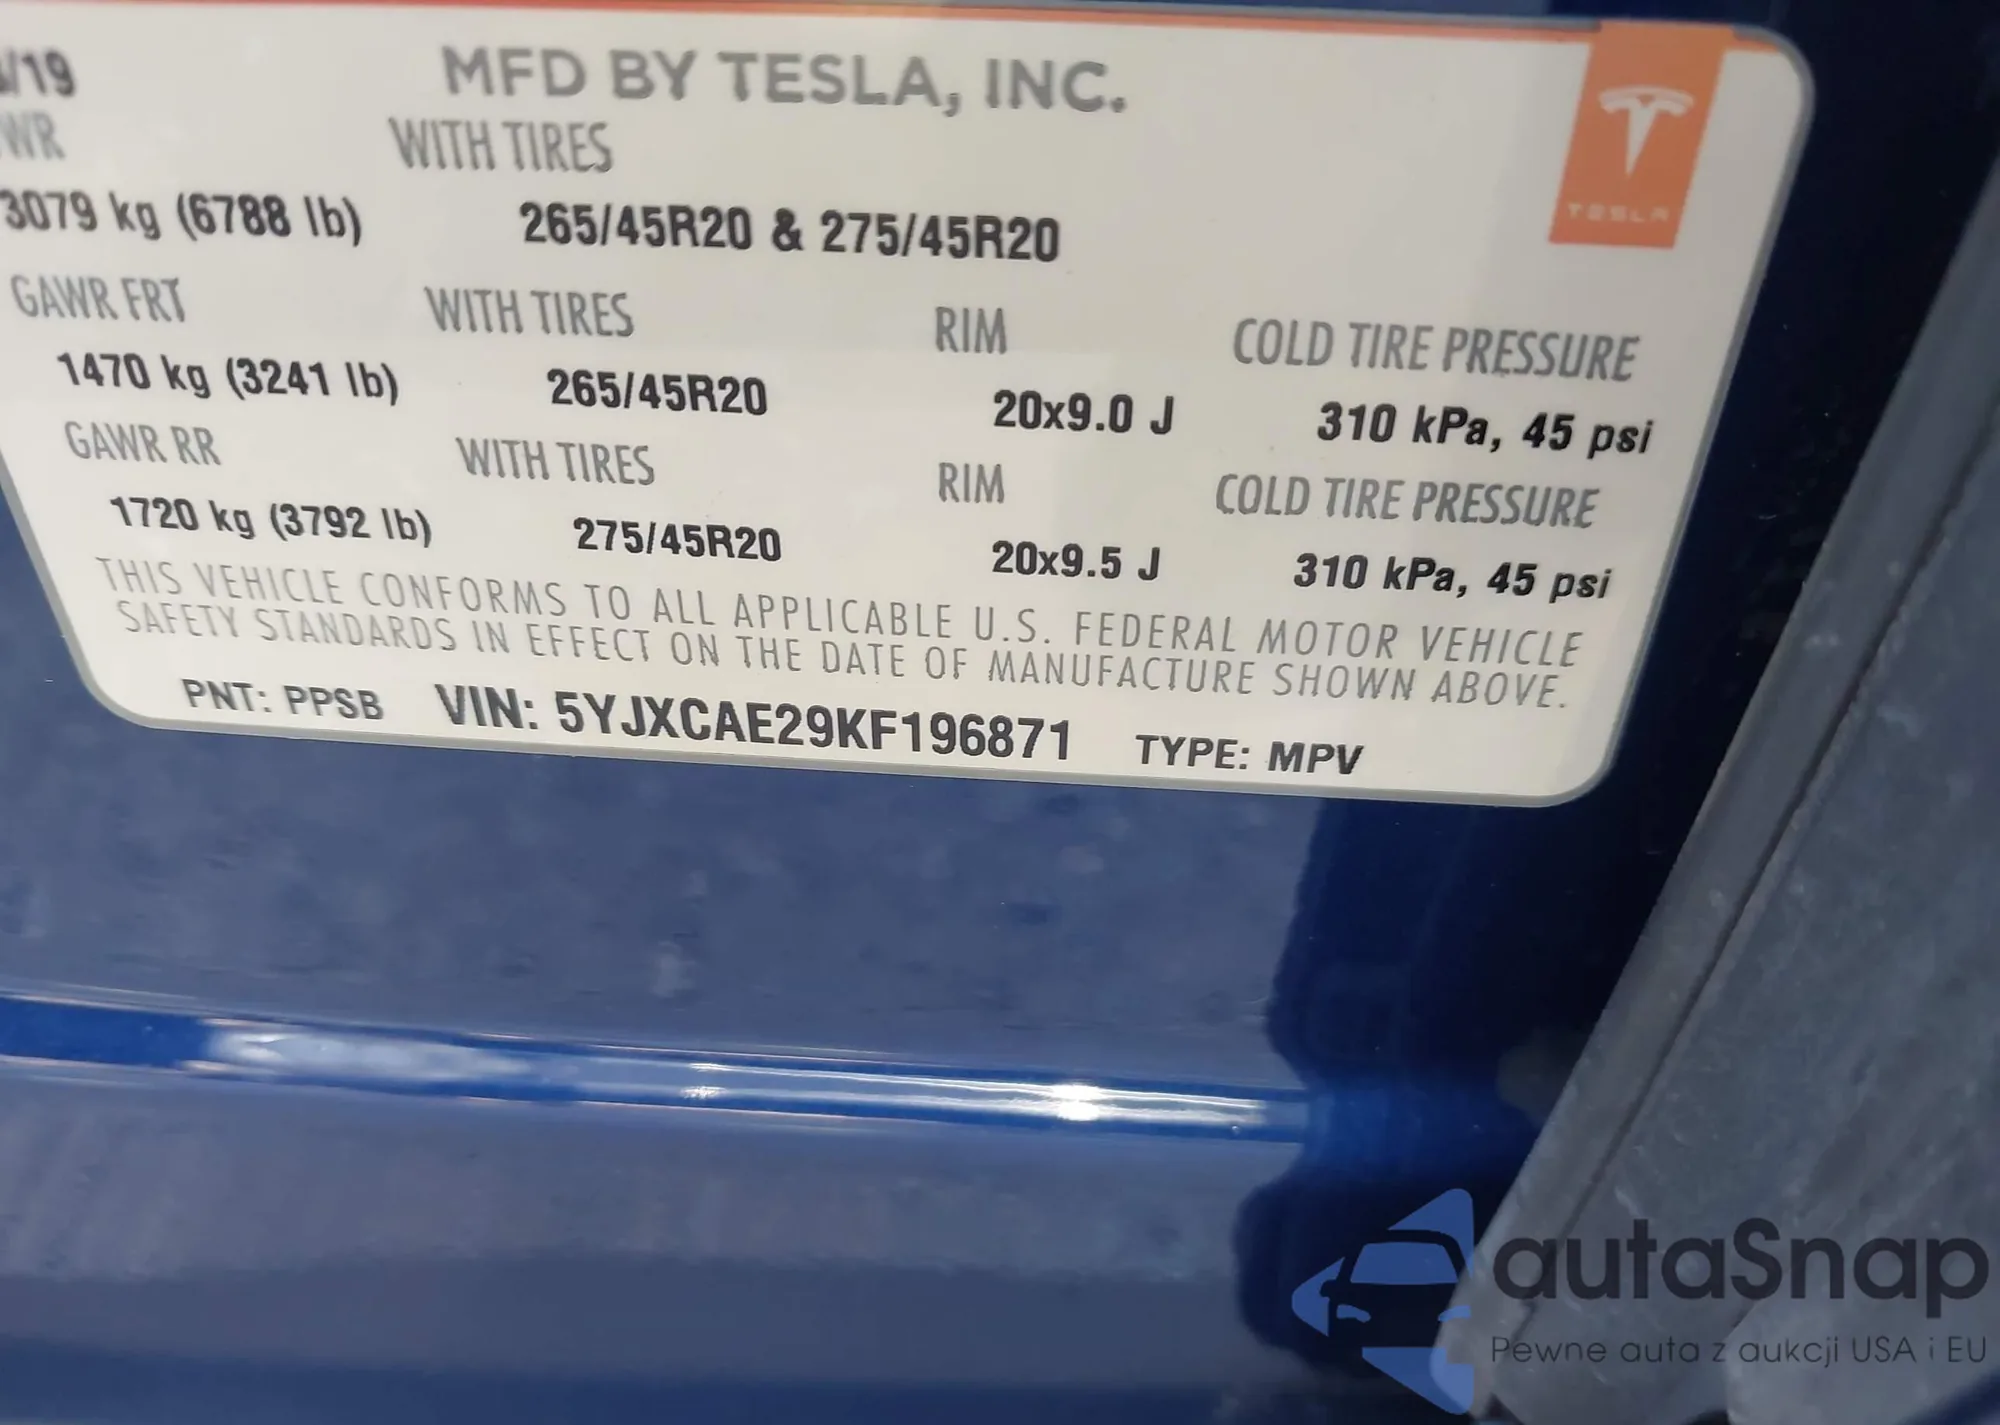 /19 MFD BY TESLA, INC.
WR WITH TIRES
3079 kg (6788 lb) 265/45R20 & 275/45R20
TESLA
GAWR FRT WITH TIRES RIM COLD TIRE PRESSURE
1470 kg (3241 lb) 265/45R20 20x9.0 J 310 kPa, 45 psi
GAWR RR WITH TIRES RIM COLD TIRE PRESSURE
1720 kg (3792 lb) 275/45R20 20x9.5 J 310 kPa, 45 psi
THIS VEHICLE CONFORMS TO ALL APPLICABLE U.S. FEDERAL MOTOR VEHICLE
SAFETY STANDARDS IN EFFECT ON THE DATE OF MANUFACTURE SHOWN ABOVE.
PNT: PPSB VIN: 5YJXCAE29KF196871 TYPE: MPV
autaSnap
Pewne auta z aukcji USA i EU